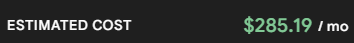 ESTIMATED COST $285.19 / mo